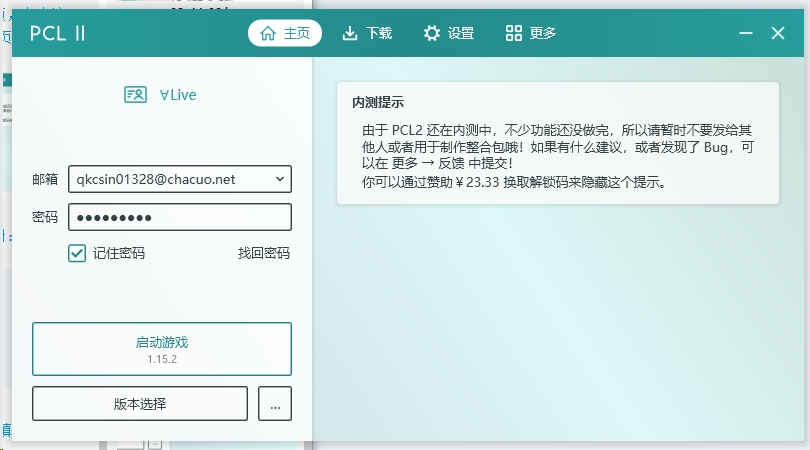 PCL II
主页
下载
设置
更多
∀Live
邮箱
qkcsin01328@chacuo.net
密码
记住密码
找回密码
启动游戏
1.15.2
版本选择
...
内测提示
由于 PCL2 还在内测中，不少功能还没做完，所以请暂时不要发给其
他人或者用于制作整合包哦！如果有什么建议，或者发现了 Bug，可
以在 更多 → 反馈 中提交！
你可以通过赞助￥23.33 换取解锁码来隐藏这个提示。